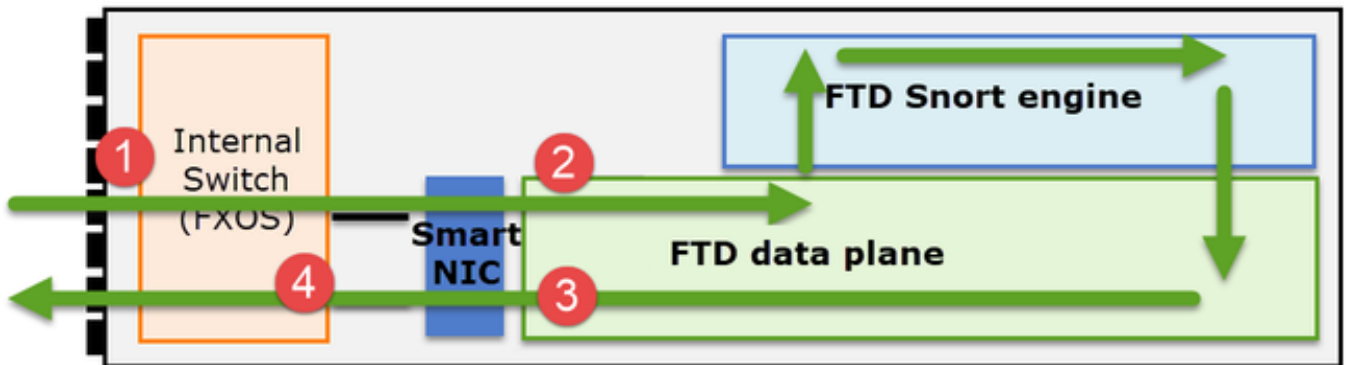 FTD Snort engine
1
Internal
Switch
(FXOS)
2
Smart
NIC
FTD data plane
4
3